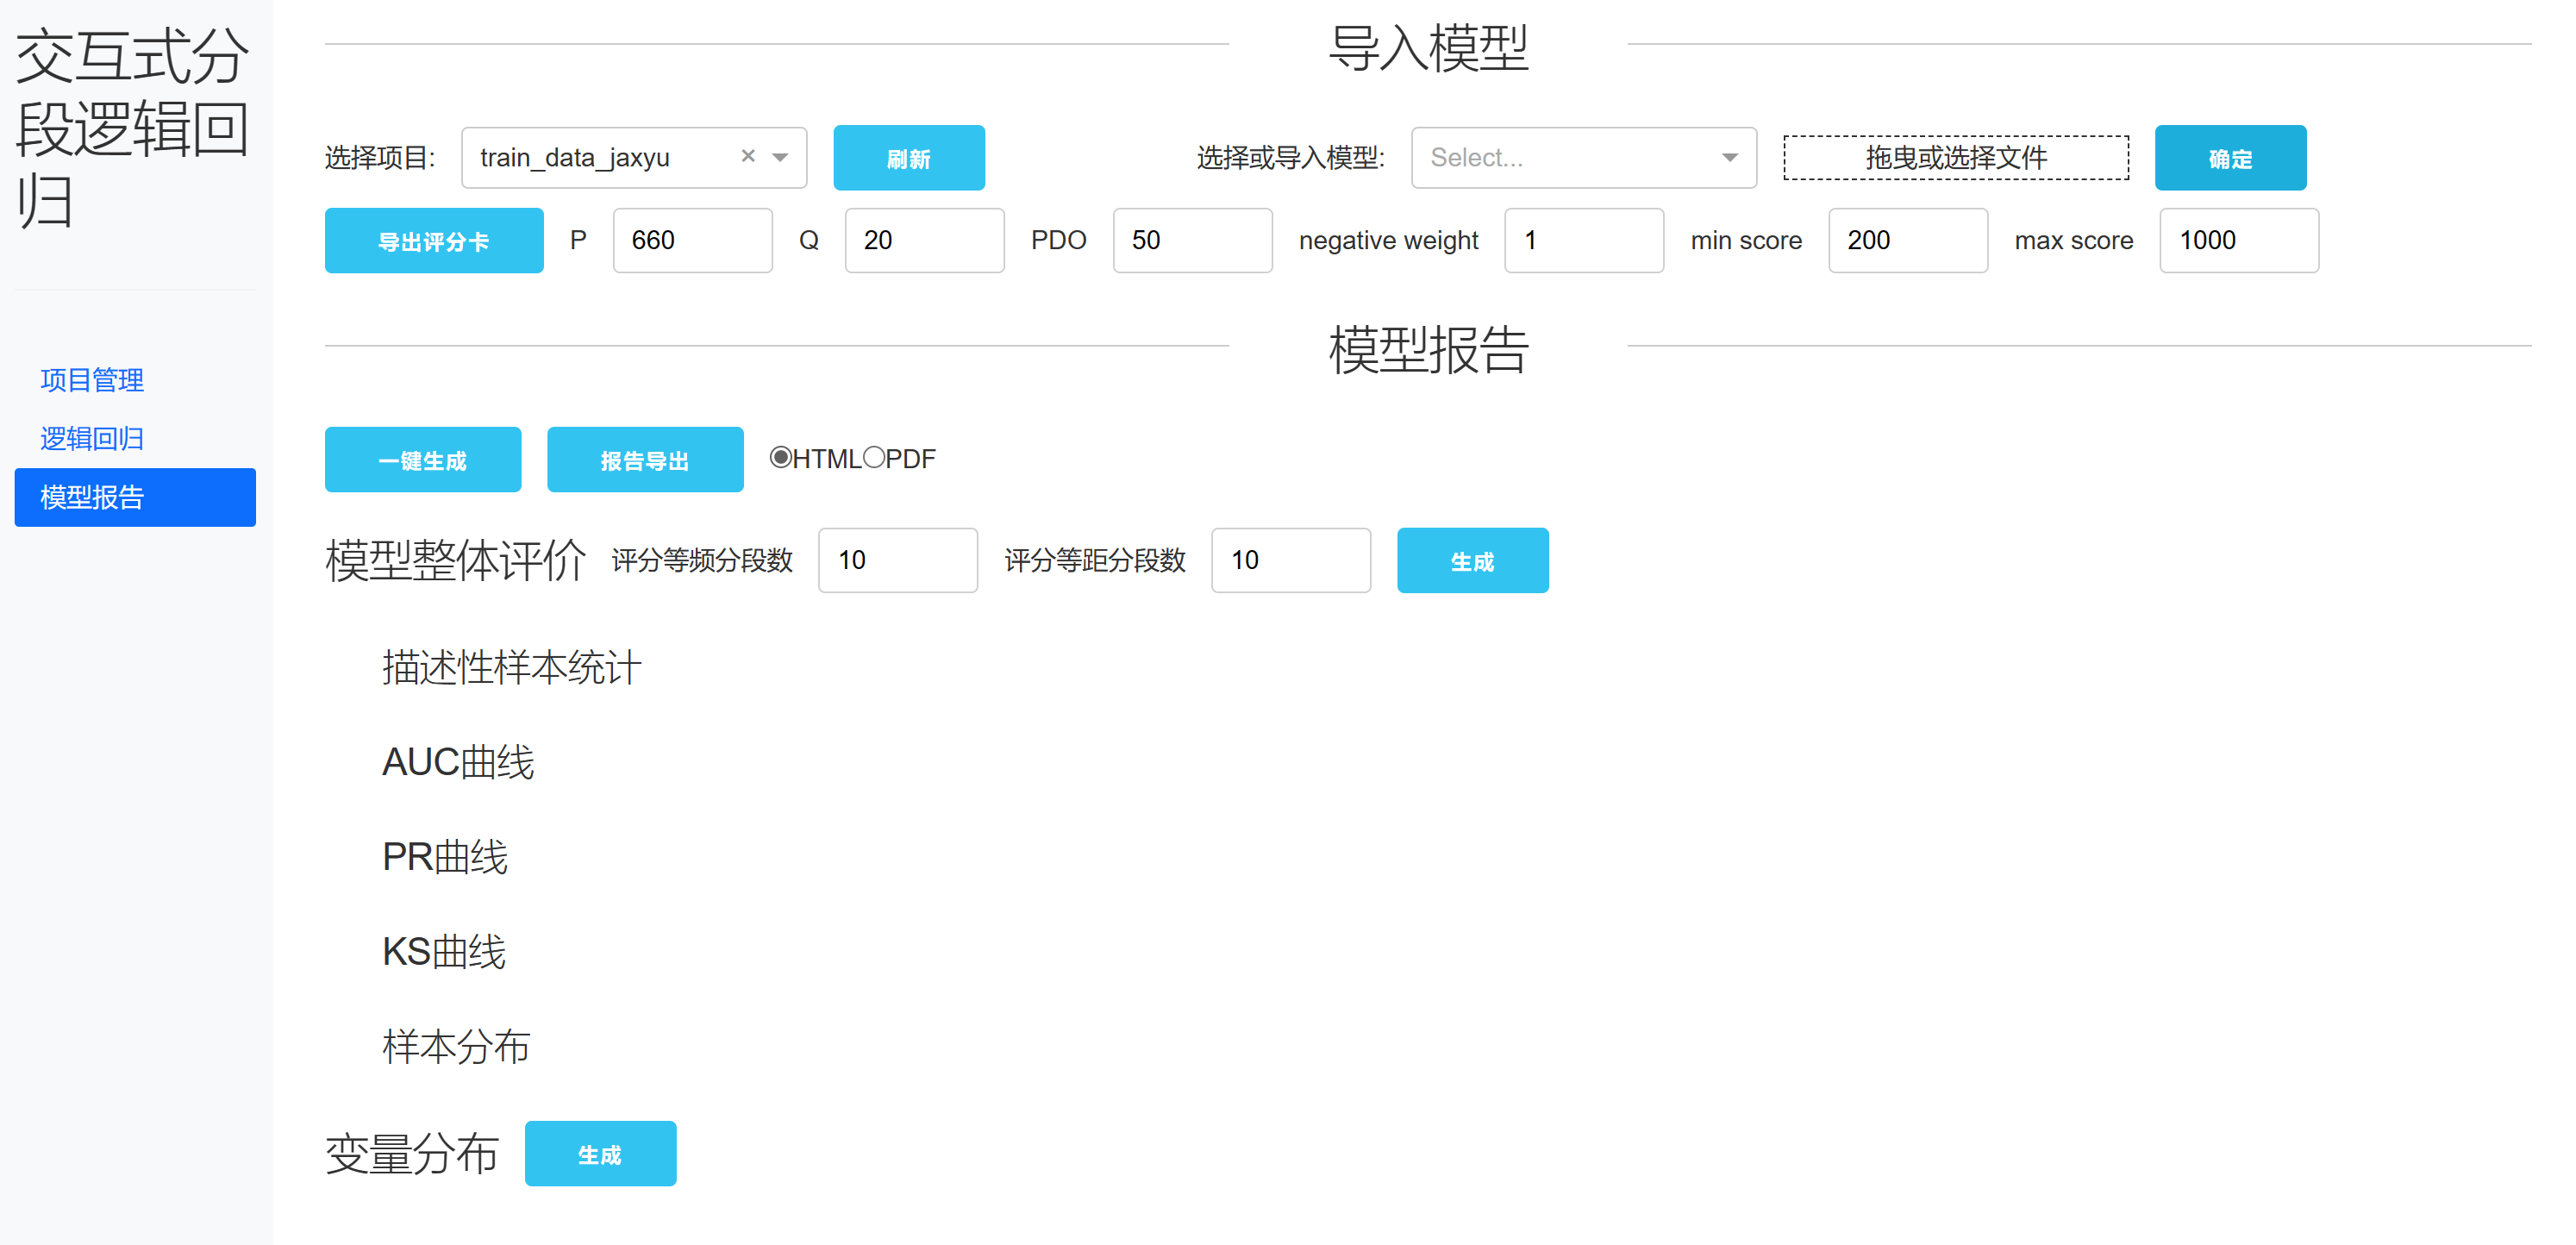 交互式分
段逻辑回
归
项目管理
逻辑回归
模型报告
导入模型
选择项目: train_data_jaxyu × 刷新 选择或导入模型: Select... 拖曳或选择文件 确定
导出评分卡 P 660 Q 20 PDO 50 negative weight 1 min score 200 max score 1000
模型报告
一键生成 报告导出 HTML PDF
模型整体评价 评分等频分段数 10 评分等距分段数 10 生成
描述性样本统计
AUC曲线
PR曲线
KS曲线
样本分布
变量分布 生成